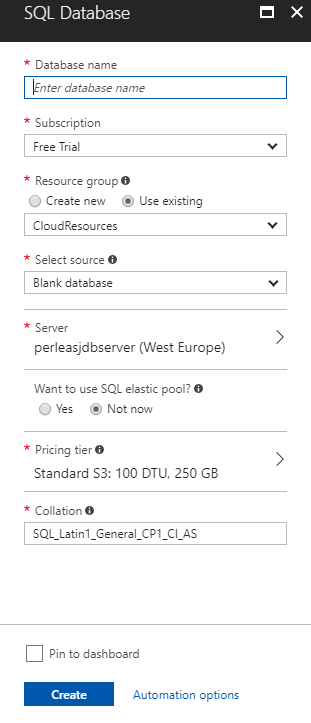 SQL Database
* Database name
Enter database name
* Subscription
Free Trial
* Resource group
Create new Use existing
CloudResources
* Select source
Blank database
* Server
perleasjdbserver (West Europe)
Want to use SQL elastic pool?
Yes Not now
* Pricing tier
Standard S3: 100 DTU, 250 GB
* Collation
SQL_Latin1_General_CP1_CI_AS
Pin to dashboard
Create Automation options